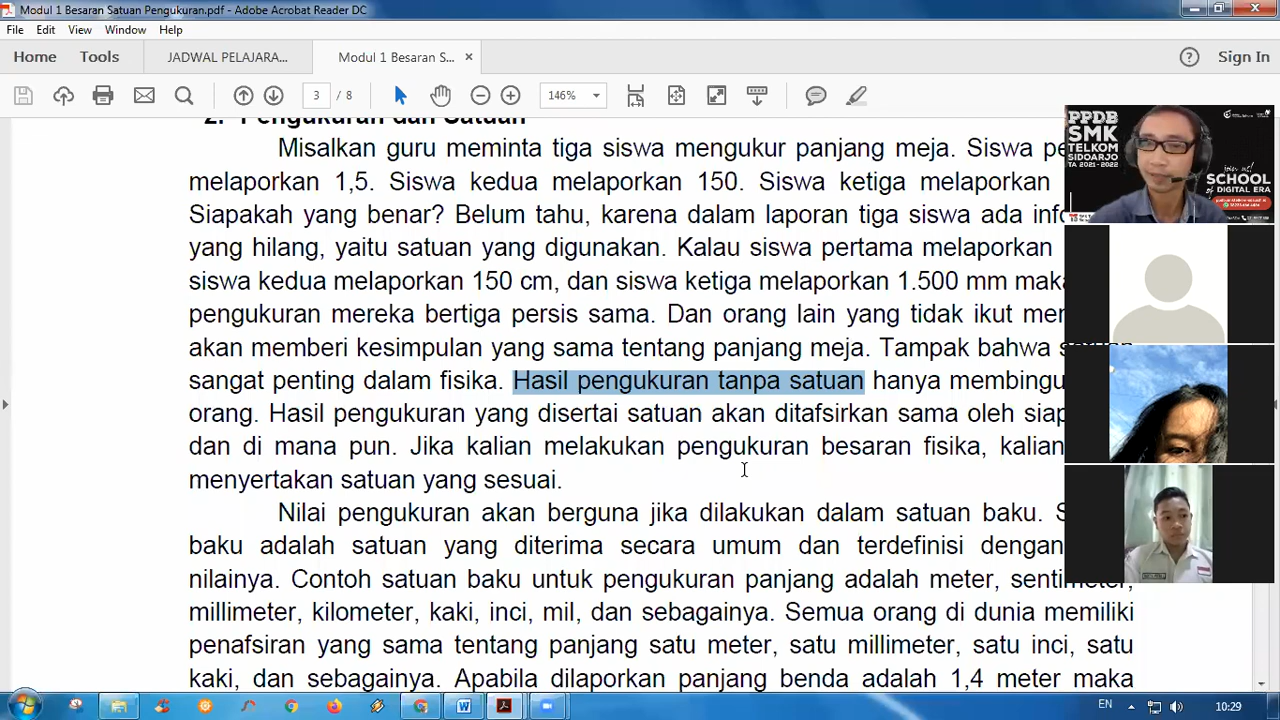 Modul 1 Besaran Satuan Pengukuran.pdf - Adobe Acrobat Reader DC
File Edit View Window Help
Home Tools JADWAL PELAJARA... Modul 1 Besaran S... × ? Sign In
3 / 8 146%
2. Pengukuran dan Satuan
Misalkan guru meminta tiga siswa mengukur panjang meja. Siswa
melaporkan 1,5. Siswa kedua melaporkan 150. Siswa ketiga melaporkan
Siapakah yang benar? Belum tahu, karena dalam laporan tiga siswa ada
yang hilang, yaitu satuan yang digunakan. Kalau siswa pertama melaporkan
siswa kedua melaporkan 150 cm, dan siswa ketiga melaporkan 1.500 mm
pengukuran mereka bertiga persis sama. Dan orang lain yang tidak ikut
akan memberi kesimpulan yang sama tentang panjang meja. Tampak bahwa
sangat penting dalam fisika. Hasil pengukuran tanpa satuan hanya
orang. Hasil pengukuran yang disertai satuan akan ditafsirkan sama oleh
dan di mana pun. Jika kalian melakukan pengukuran besaran fisika, kalian
menyertakan satuan yang sesuai.
Nilai pengukuran akan berguna jika dilakukan dalam satuan baku.
baku adalah satuan yang diterima secara umum dan terdefinisi dengan
nilainya. Contoh satuan baku untuk pengukuran panjang adalah meter, sentimeter,
millimeter, kilometer, kaki, inci, mil, dan sebagainya. Semua orang di dunia memiliki
penafsiran yang sama tentang panjang satu meter, satu millimeter, satu inci, satu
kaki, dan sebagainya. Apabila dilaporkan panjang benda adalah 1,4 meter maka
PPDB
SMK
TELKOM
SIDOARJO
TA 2021-2022
join us!
SCHOOL
of DIGITAL ERA
EN 10:29